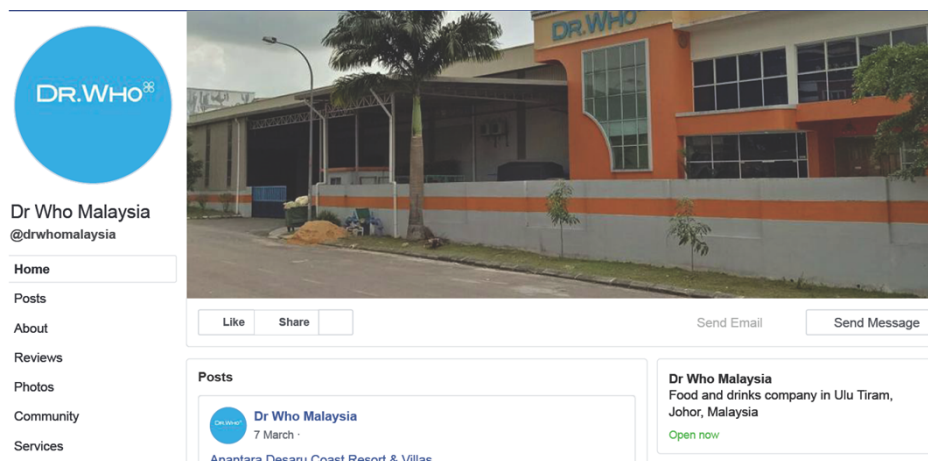 DR.WHO
DR.WHO
Dr Who Malaysia
@drwhomalaysia
Home
Posts
About
Reviews
Photos
Community
Services
Like Share
Send Email Send Message
Posts
DR.WHO
Dr Who Malaysia
7 March ·
Anantara Desaru Coast Resort & Villas
Dr Who Malaysia
Food and drinks company in Ulu Tiram,
Johor, Malaysia
Open now